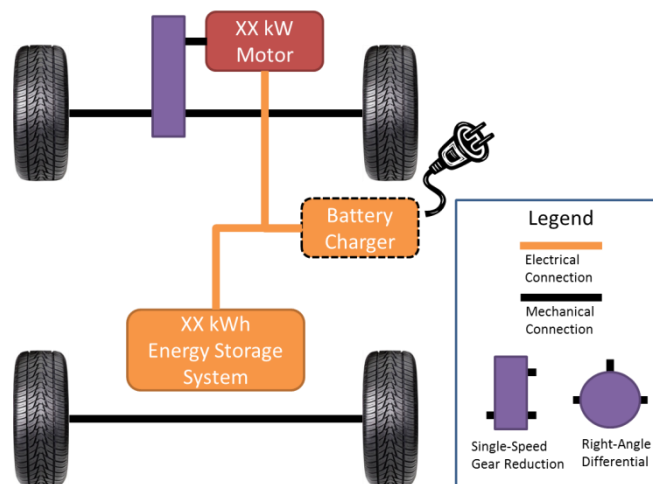 XX kW
Motor
Battery
Charger
XX kWh
Energy Storage
System
Legend
Electrical
Connection
Mechanical
Connection
Single-Speed
Gear Reduction
Right-Angle
Differential